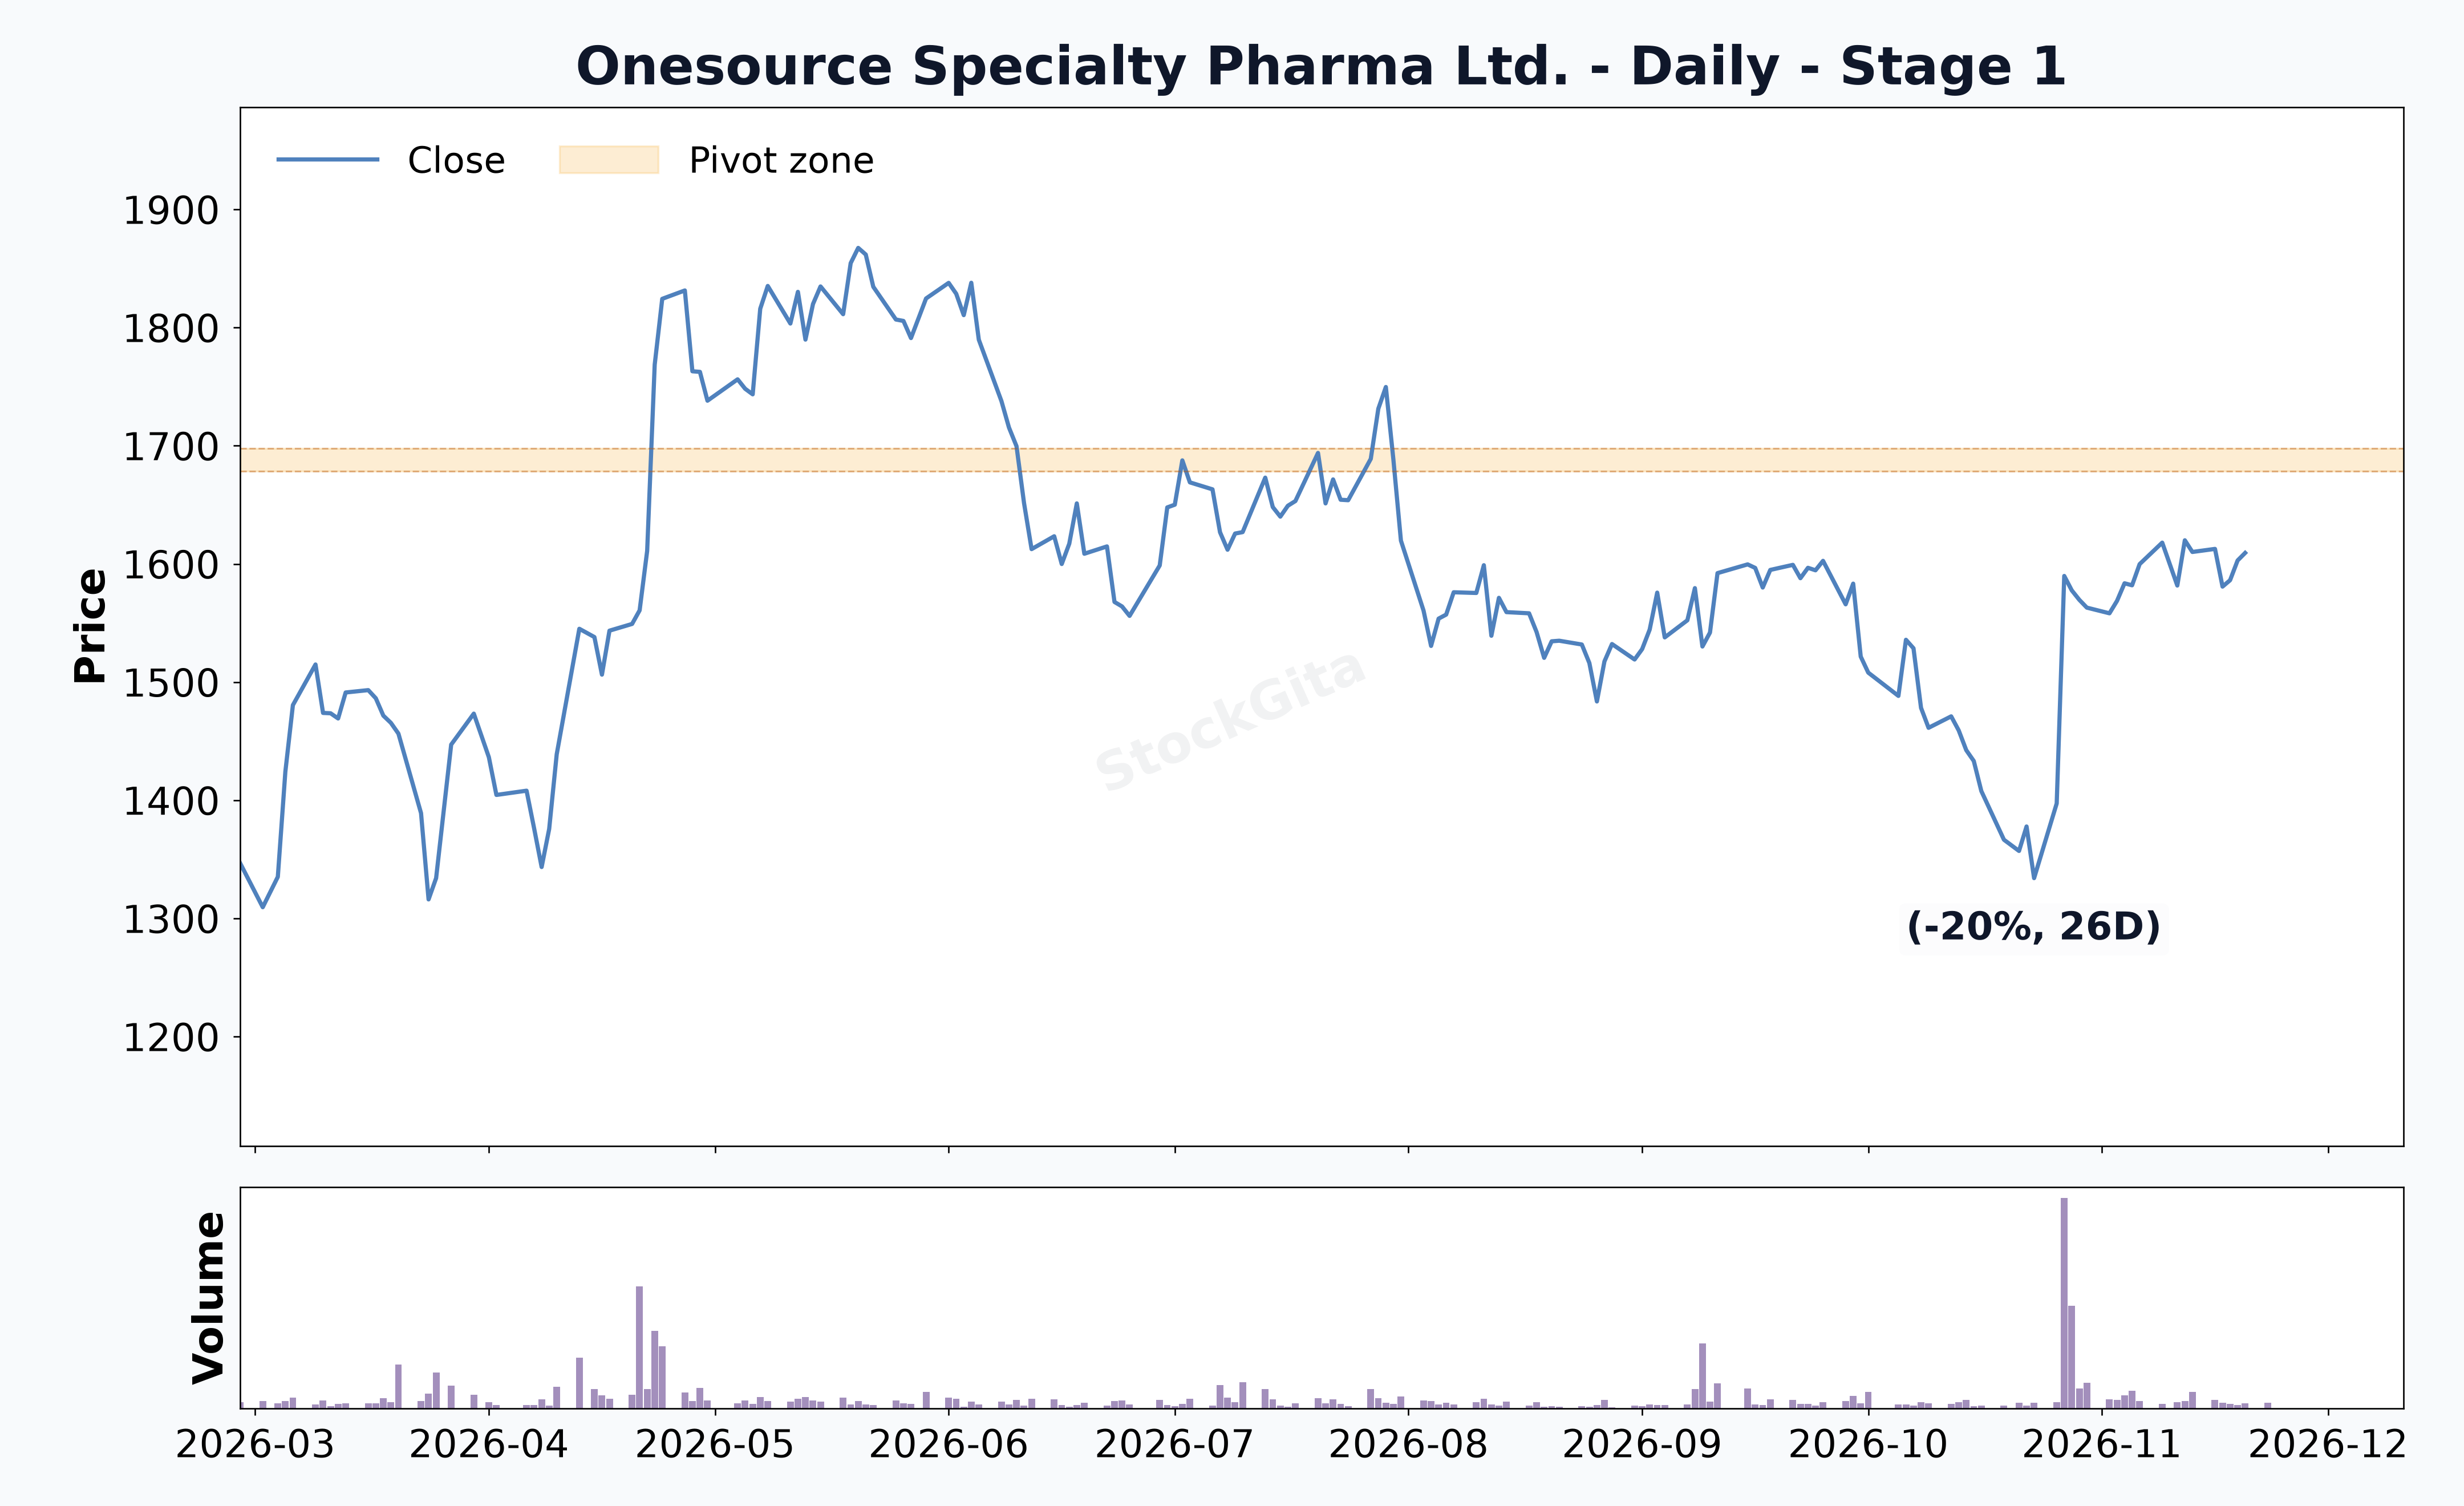 Onesource Specialty Pharma Ltd. - Daily - Stage 1
Close
Pivot zone
1900
1800
1700
1600
1500
1400
1300
1200
Price
StockGita
(-20%, 26D)
Volume
2026-03
2026-04
2026-05
2026-06
2026-07
2026-08
2026-09
2026-10
2026-11
2026-12